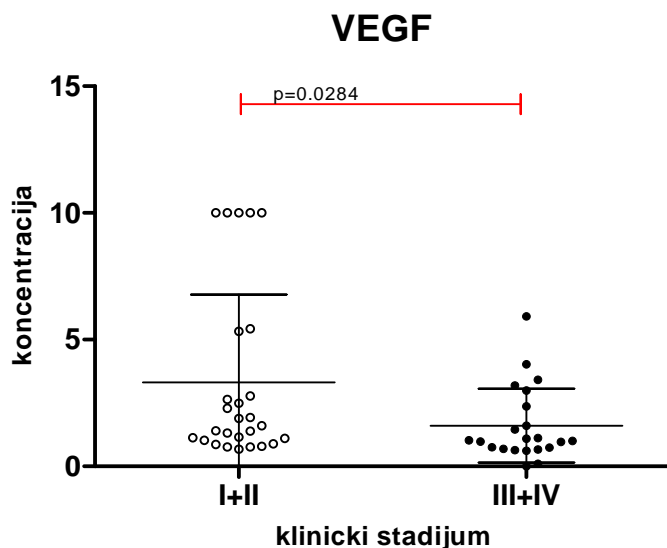 VEGF
p=0.0284
koncentracija
15
10
5
0
I+II
III+IV
klinicki stadijum